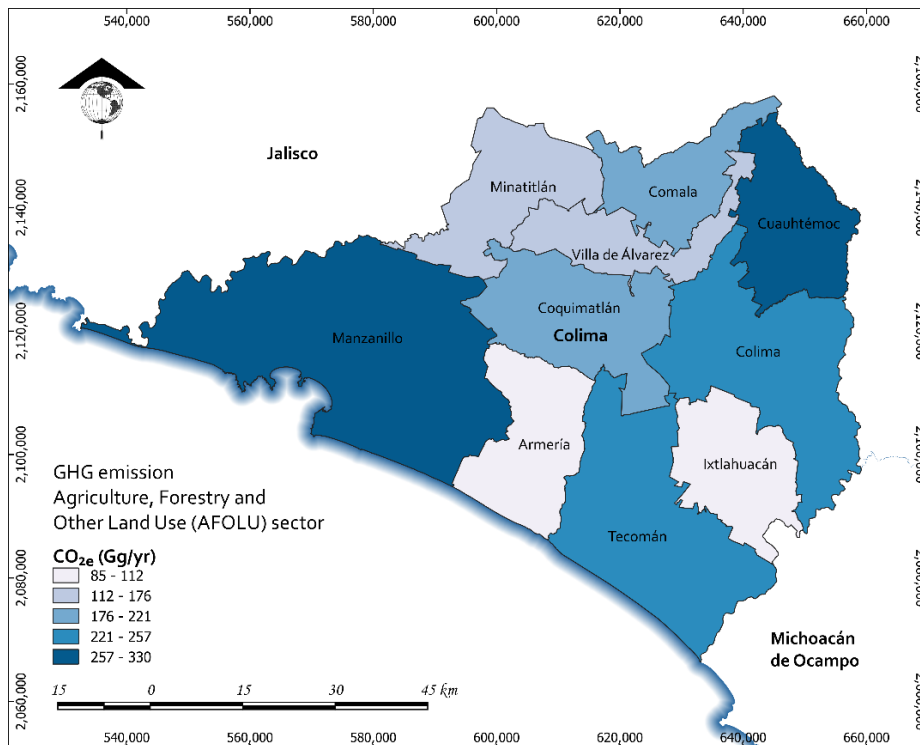 540,000 560,000 580,000 600,000 620,000 640,000 660,000
2,160,000
2,140,000
2,120,000
2,100,000
2,080,000
2,060,000
Jalisco
Minatitlán
Comala
Cuauhtémoc
Villa de Álvarez
Coquimatlán
Colima
Manzanillo
Colima
Armería
Ixtlahuacán
Tecomán
Michoacán
de Ocampo
GHG emission
Agriculture, Forestry and
Other Land Use (AFOLU) sector
CO2e (Gg/yr)
85 - 112
112 - 176
176 - 221
221 - 257
257 - 330
15 0 15 30 45 km
540,000 560,000 580,000 600,000 620,000 640,000 660,000